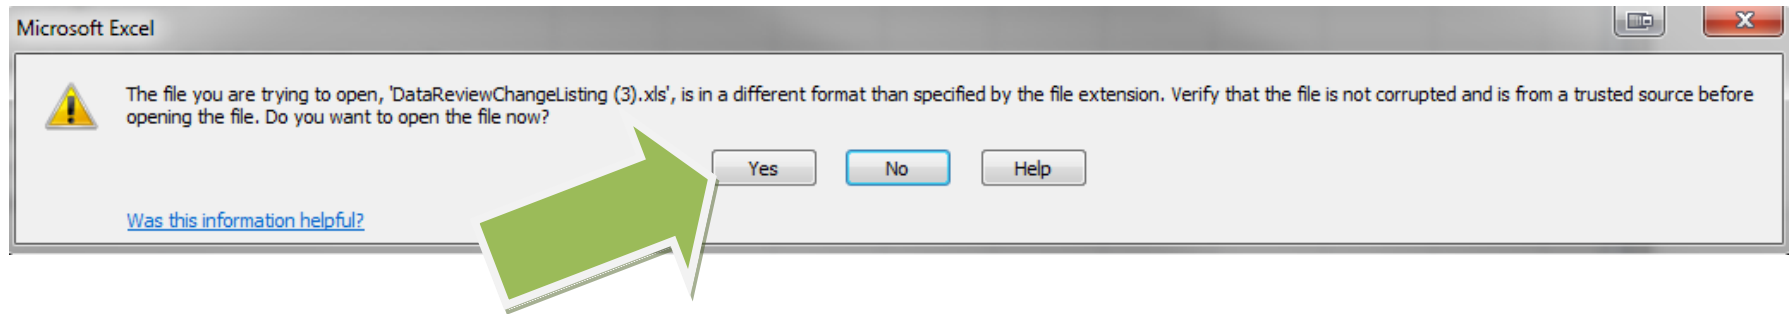 Microsoft Excel
The file you are trying to open, 'DataReviewChangeListing (3).xls', is in a different format than specified by the file extension. Verify that the file is not corrupted and is from a trusted source before
opening the file. Do you want to open the file now?
Yes No Help
Was this information helpful?